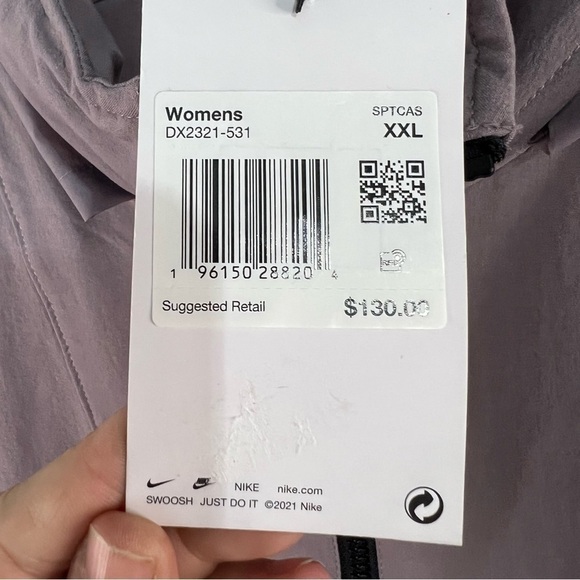 Womens SPTCAS
DX2321-531 XXL
1 96150 28820 4
Suggested Retail $130.00
NIKE nike.com
SWOOSH JUST DO IT ©2021 Nike